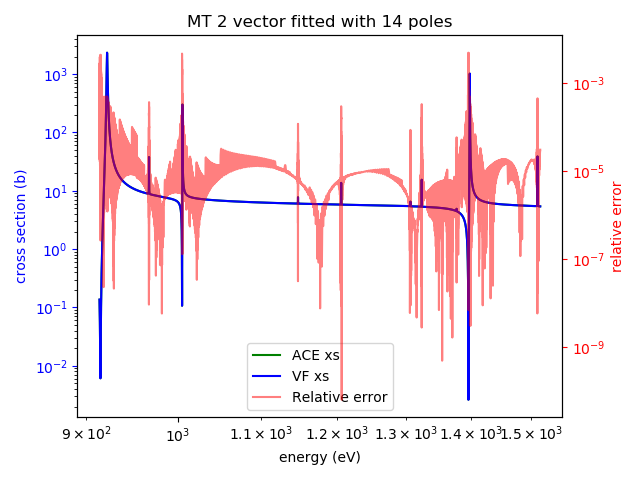 MT 2 vector fitted with 14 poles
cross section (b)
10³
10²
10¹
10⁰
10⁻¹
10⁻²
10⁻³
10⁻⁵
10⁻⁷
10⁻⁹
relative error
ACE xs
VF xs
Relative error
9 × 10² 10³ 1.1 × 10³ 1.2 × 10³ 1.3 × 10³ 1.4 × 10³ 1.5 × 10³
energy (eV)